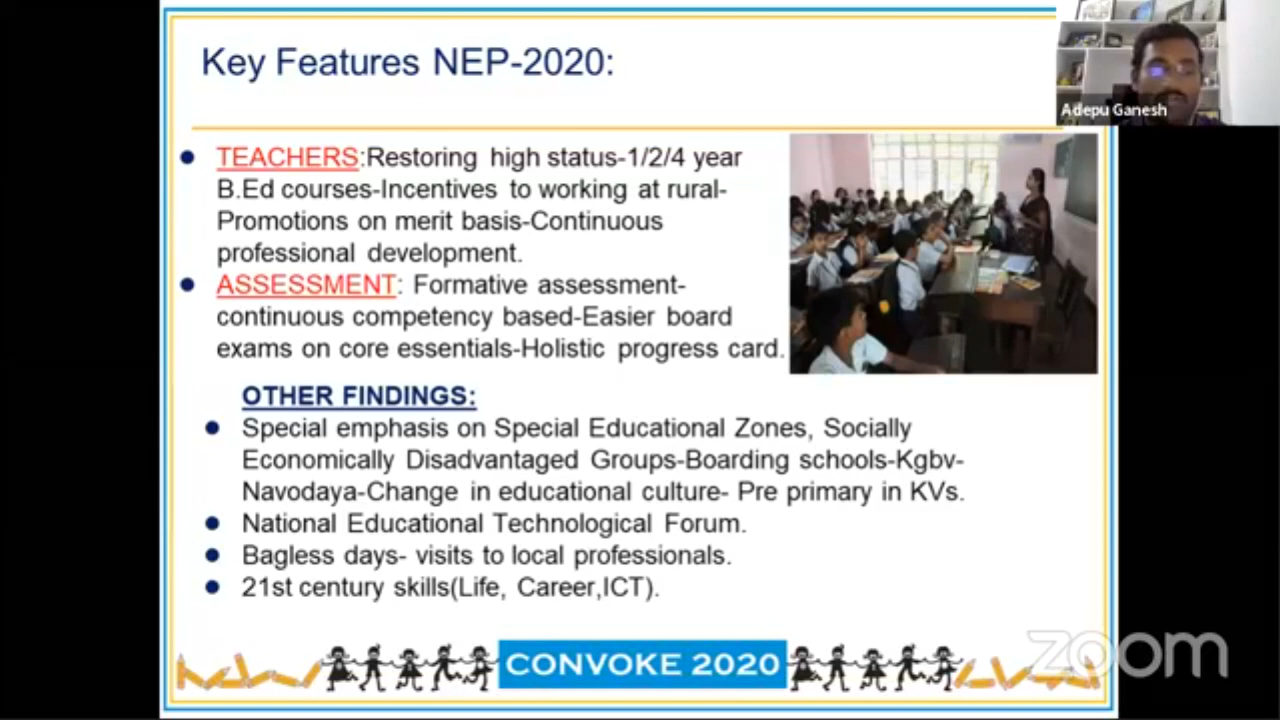 Key Features NEP-2020:
Adepu Ganesh
TEACHERS:Restoring high status-1/2/4 year
B.Ed courses-Incentives to working at rural-
Promotions on merit basis-Continuous
professional development.
ASSESSMENT: Formative assessment-
continuous competency based-Easier board
exams on core essentials-Holistic progress card.
OTHER FINDINGS:
Special emphasis on Special Educational Zones, Socially
Economically Disadvantaged Groups-Boarding schools-Kgbv-
Navodaya-Change in educational culture- Pre primary in KVs.
National Educational Technological Forum.
Bagless days- visits to local professionals.
21st century skills(Life, Career,ICT).
CONVOKE 2020
zoom